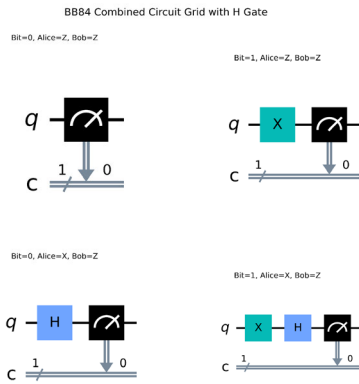 BB84 Combined Circuit Grid with H Gate
Bit=0, Alice=Z, Bob=Z
q
1 0
c
Bit=1, Alice=Z, Bob=Z
q X
1 0
c
Bit=0, Alice=X, Bob=Z
q H
1 0
c
Bit=1, Alice=X, Bob=Z
q X H
1 0
c